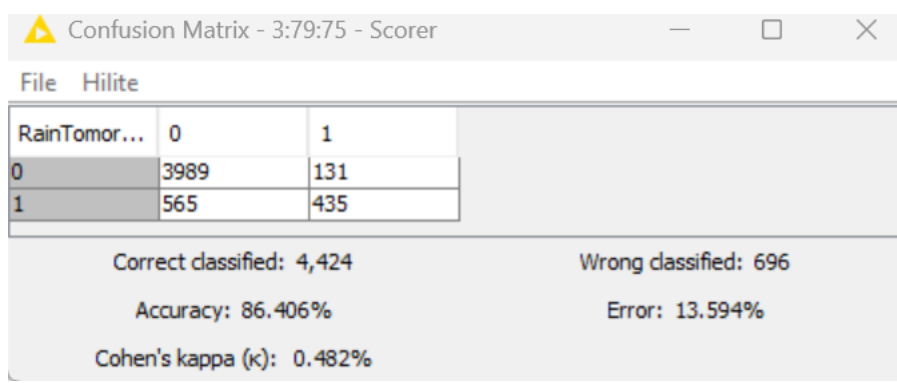 Confusion Matrix - 3:79:75 - Scorer
File Hilite
RainTomor... 0 1
0 3989 131
1 565 435
Correct classified: 4,424 Wrong classified: 696
Accuracy: 86.406% Error: 13.594%
Cohen's kappa (κ): 0.482%